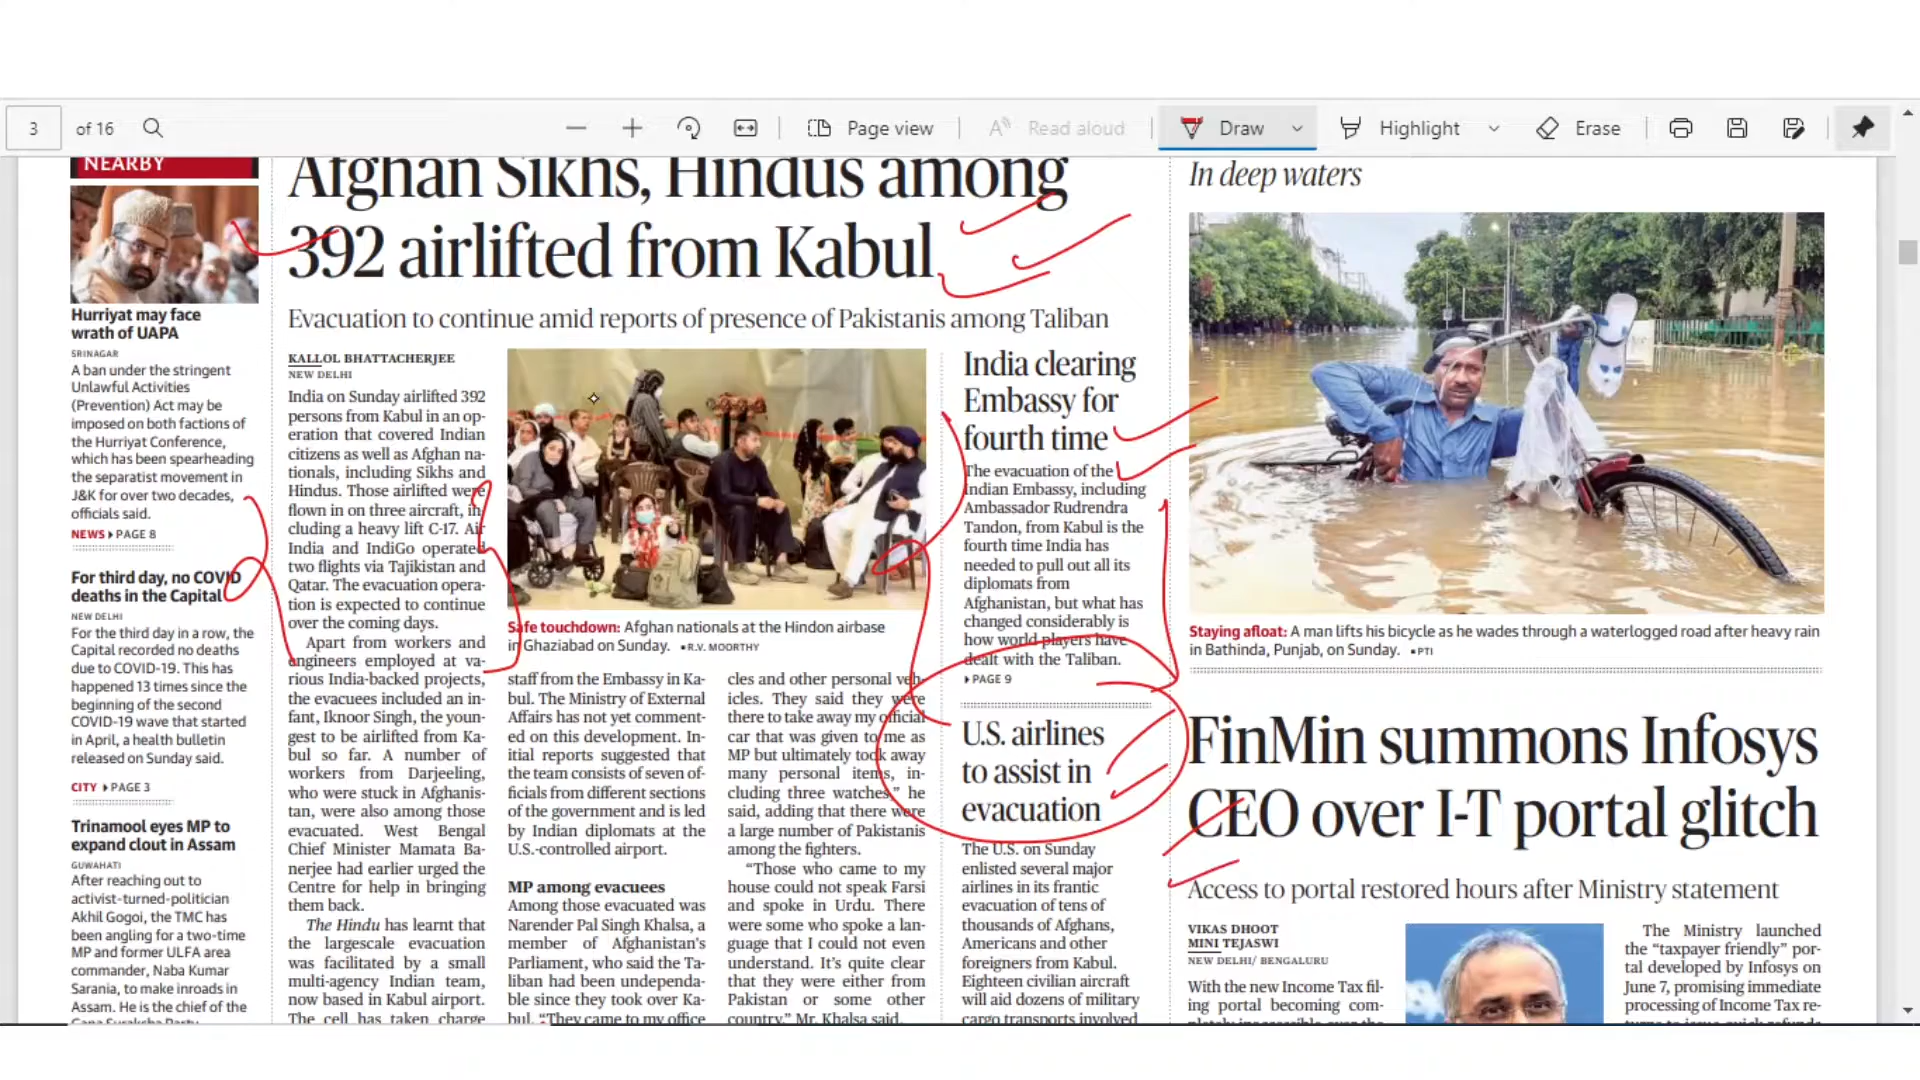 3
of 16
Page view
Read aloud
Draw
Highlight
Erase
NEARBY
Hurriyat may face
wrath of UAPA
SRINAGAR
A ban under the stringent
Unlawful Activities
(Prevention) Act may be
imposed on both factions of
the Hurriyat Conference,
which has been spearheading
the separatist movement in
J&K for over two decades,
officials said.
NEWS PAGE 8
For third day, no COVID
deaths in the Capital
NEW DELHI
For the third day in a row, the
Capital recorded no deaths
due to COVID-19. This has
happened 13 times since the
beginning of the second
COVID-19 wave that started
in April, a health bulletin
released on Sunday said.
CITY PAGE 3
Trinamool eyes MP to
expand clout in Assam
GUWAHATI
After reaching out to
activist-turned-politician
Akhil Gogoi, the TMC has
been angling for a two-time
MP and former ULFA area
commander, Naba Kumar
Sarania, to make inroads in
Assam. He is the chief of the
Gana Suraksha Party
Afghan Sikhs, Hindus among
392 airlifted from Kabul
Evacuation to continue amid reports of presence of Pakistanis among Taliban
KALLOL BHATTACHERJEE
NEW DELHI
India on Sunday airlifted 392
persons from Kabul in an op-
eration that covered Indian
citizens as well as Afghan na-
tionals, including Sikhs and
Hindus. Those airlifted were
flown in on three aircraft, in-
cluding a heavy lift C-17. Air
India and IndiGo operated
two flights via Tajikistan and
Qatar. The evacuation opera-
tion is expected to continue
over the coming days.
Apart from workers and
engineers employed at va-
rious India-backed projects,
the evacuees included an in-
fant, Iknoor Singh, the youn-
gest to be airlifted from Ka-
bul so far. A number of
workers from Darjeeling,
who were stuck in Afghanis-
tan, were also among those
evacuated. West Bengal
Chief Minister Mamata Ba-
nerjee had earlier urged the
Centre for help in bringing
them back.
The Hindu has learnt that
the largescale evacuation
was facilitated by a small
multi-agency Indian team,
now based in Kabul airport.
The cell has taken charge
Safe touchdown: Afghan nationals at the Hindon airbase
in Ghaziabad on Sunday. R.V. MOORTHY
staff from the Embassy in Ka-
bul. The Ministry of External
Affairs has not yet comment-
ed on this development. In-
itial reports suggested that
the team consists of seven of-
ficials from different sections
of the government and is led
by Indian diplomats at the
U.S.-controlled airport.
MP among evacuees
Among those evacuated was
Narender Pal Singh Khalsa, a
member of Afghanistan's
Parliament, who said the Ta-
liban had been undependa-
ble since they took over Ka-
bul. “They came to my office
cles and other personal veh-
icles. They said they were
there to take away my official
car that was given to me as
MP but ultimately took away
many personal items, in-
cluding three watches,” he
said, adding that there were
a large number of Pakistanis
among the fighters.
“Those who came to my
house could not speak Farsi
and spoke in Urdu. There
were some who spoke a lan-
guage that I could not even
understand. It's quite clear
that they were either from
Pakistan or some other
country,” Mr. Khalsa said.
India clearing
Embassy for
fourth time
The evacuation of the
Indian Embassy, including
Ambassador Rudrendra
Tandon, from Kabul is the
fourth time India has
needed to pull out all its
diplomats from
Afghanistan, but what has
changed considerably is
how world players have
dealt with the Taliban.
PAGE 9
U.S. airlines
to assist in
evacuation
The U.S. on Sunday
enlisted several major
airlines in its frantic
evacuation of tens of
thousands of Afghans,
Americans and other
foreigners from Kabul.
Eighteen civilian aircraft
will aid dozens of military
cargo transports involved
In deep waters
Staying afloat: A man lifts his bicycle as he wades through a waterlogged road after heavy rain
in Bathinda, Punjab, on Sunday. PTI
FinMin summons Infosys
CEO over I-T portal glitch
Access to portal restored hours after Ministry statement
VIKAS DHOOT
MINI TEJASWI
NEW DELHI/ BENGALURU
With the new Income Tax fil-
ing portal becoming com-
The Ministry launched
the “taxpayer friendly” por-
tal developed by Infosys on
June 7, promising immediate
processing of Income Tax re-